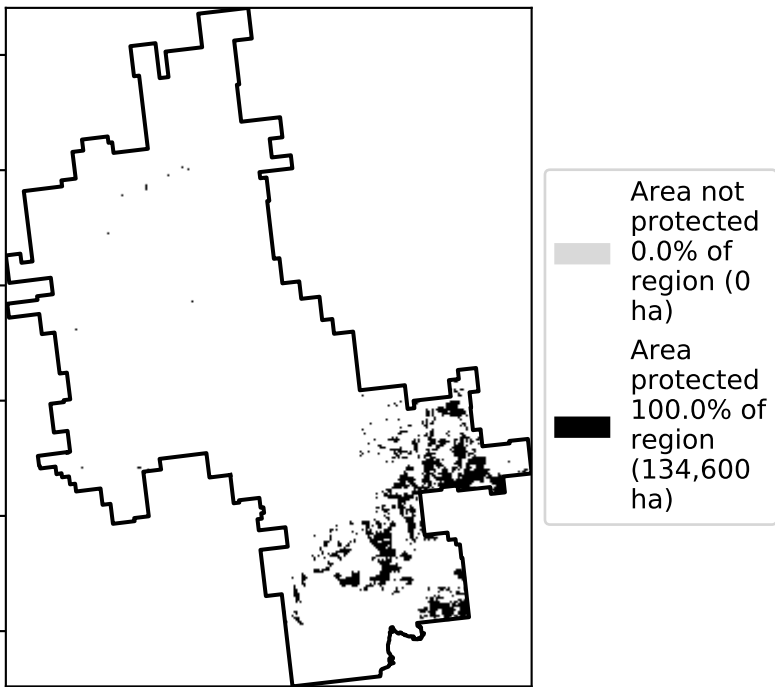 Area not
protected
0.0% of
region (0
ha)
Area
protected
100.0% of
region
(134,600
ha)